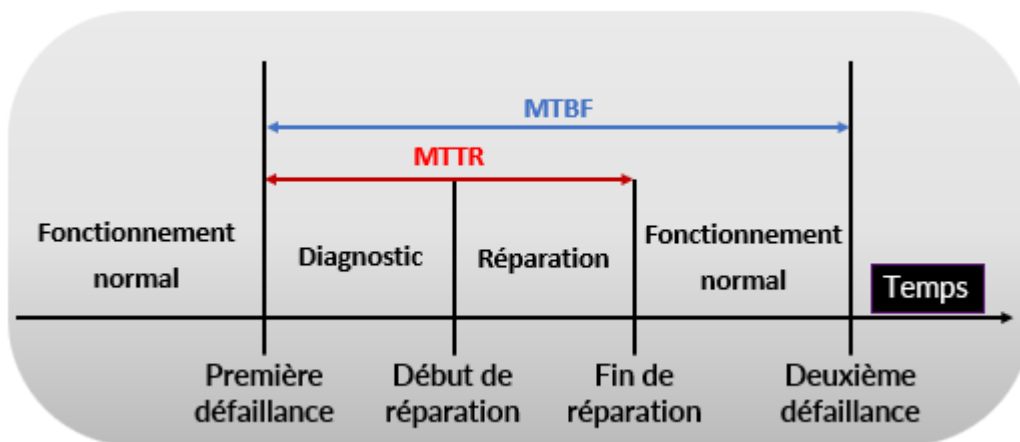 MTBF
MTTR
Fonctionnement
normal
Diagnostic
Réparation
Fonctionnement
normal
Temps
Première
défaillance
Début de
réparation
Fin de
réparation
Deuxième
défaillance